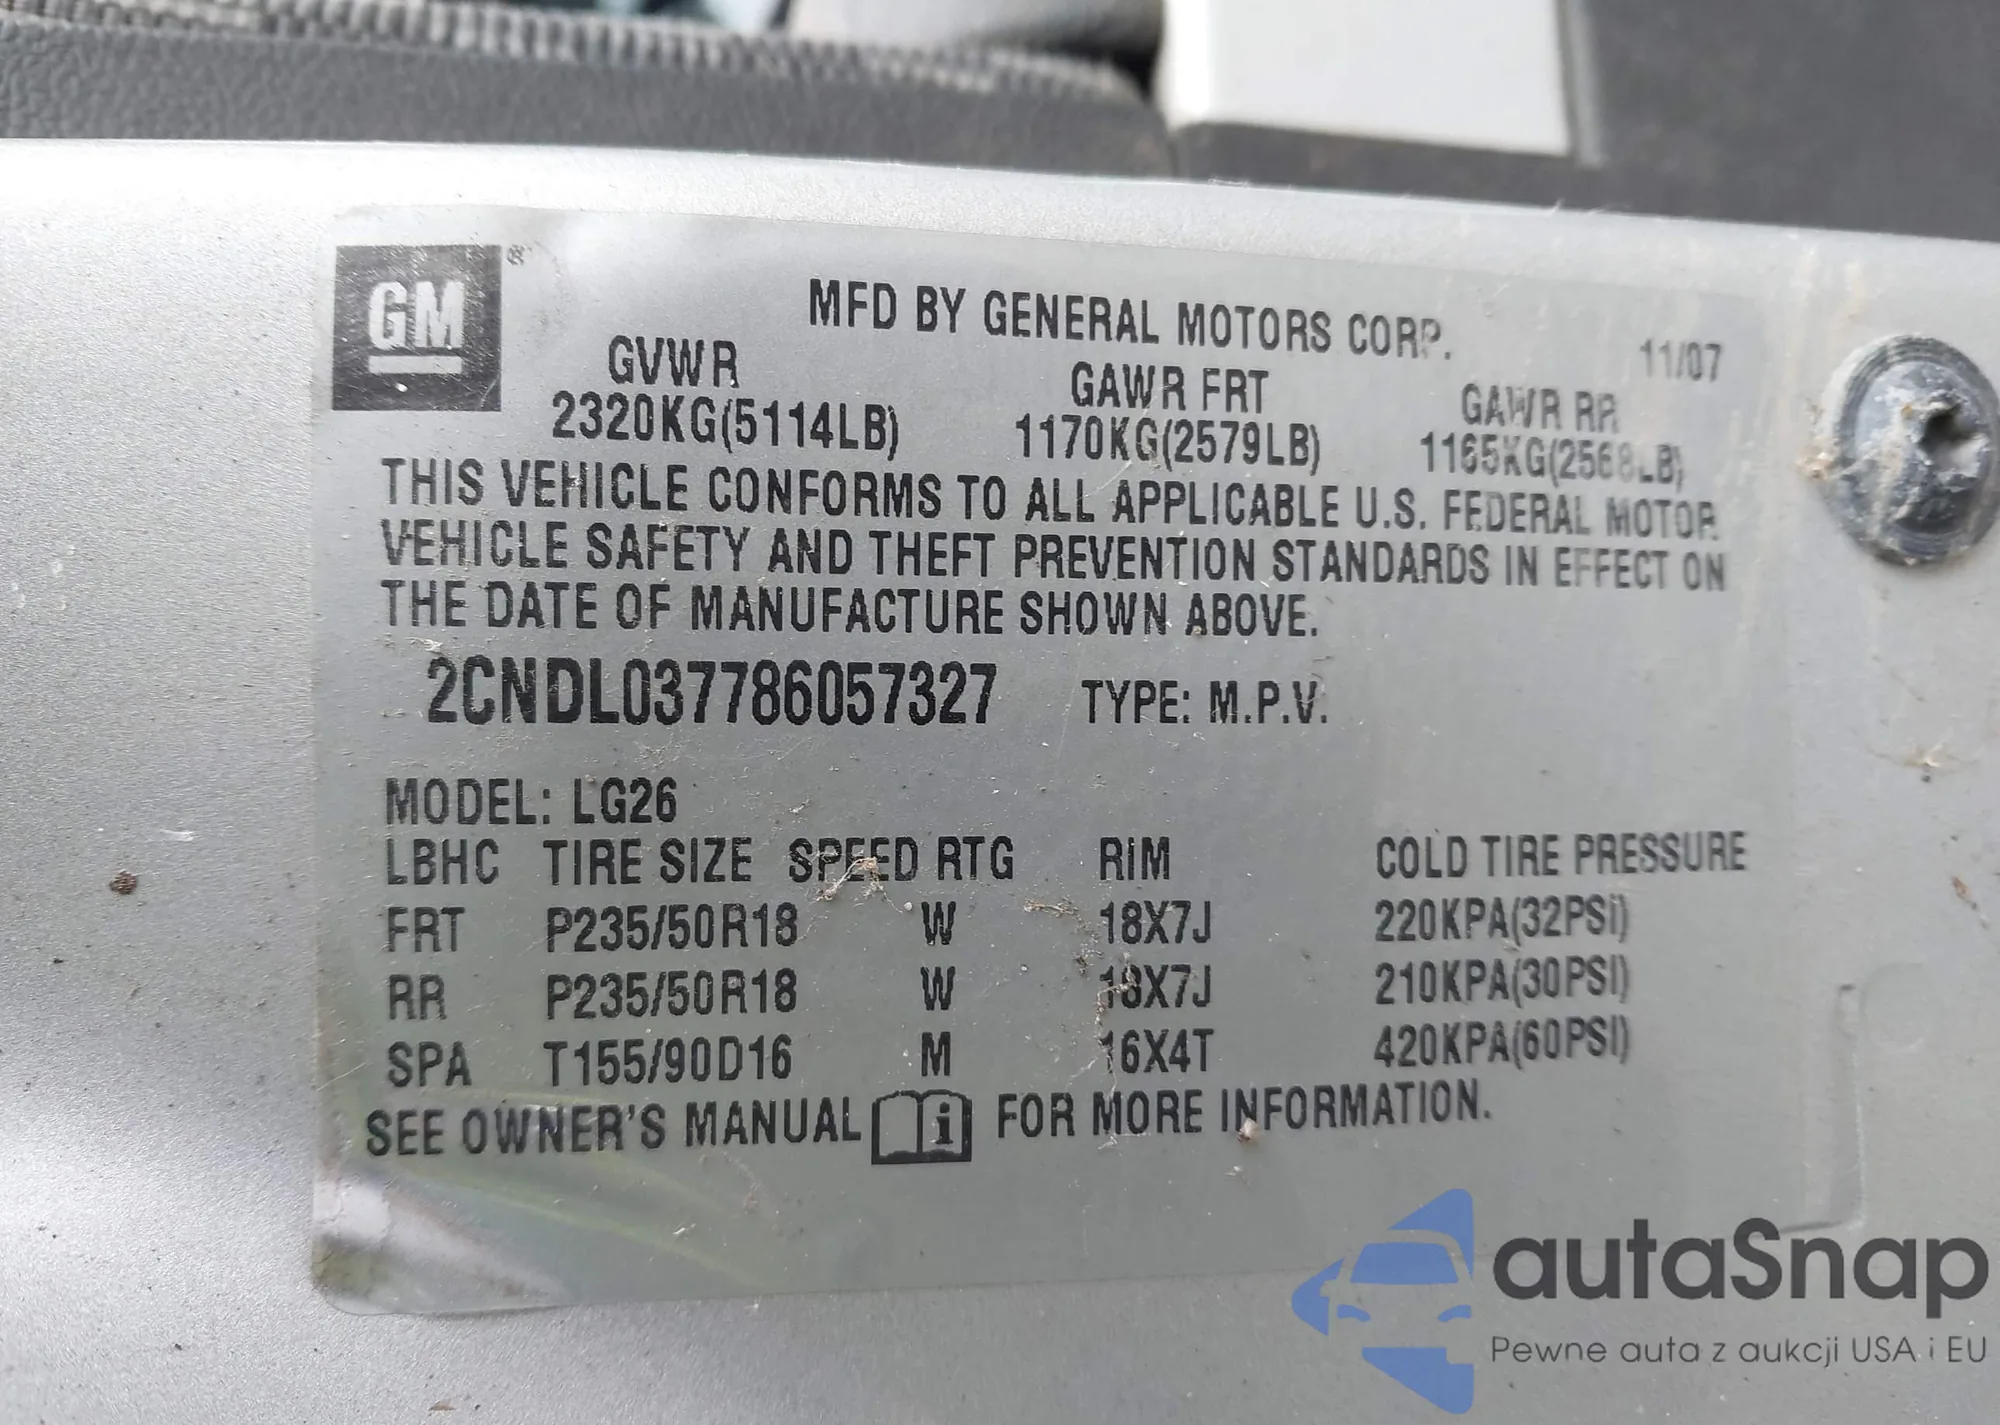 GM®
MFD BY GENERAL MOTORS CORP. 11/07
GVWR GAWR FRT GAWR RR
2320KG(5114LB) 1170KG(2579LB) 1165KG(2568LB)
THIS VEHICLE CONFORMS TO ALL APPLICABLE U.S. FEDERAL MOTOR
VEHICLE SAFETY AND THEFT PREVENTION STANDARDS IN EFFECT ON
THE DATE OF MANUFACTURE SHOWN ABOVE.
2CNDL037786057327 TYPE: M.P.V.
MODEL: LG26
LBHC TIRE SIZE SPEED RTG RIM COLD TIRE PRESSURE
FRT P235/50R18 W 18X7J 220KPA(32PSI)
RR P235/50R18 W 18X7J 210KPA(30PSI)
SPA T155/90D16 M 16X4T 420KPA(60PSI)
SEE OWNER'S MANUAL i FOR MORE INFORMATION.
autaSnap
Pewne auta z aukcji USA i EU